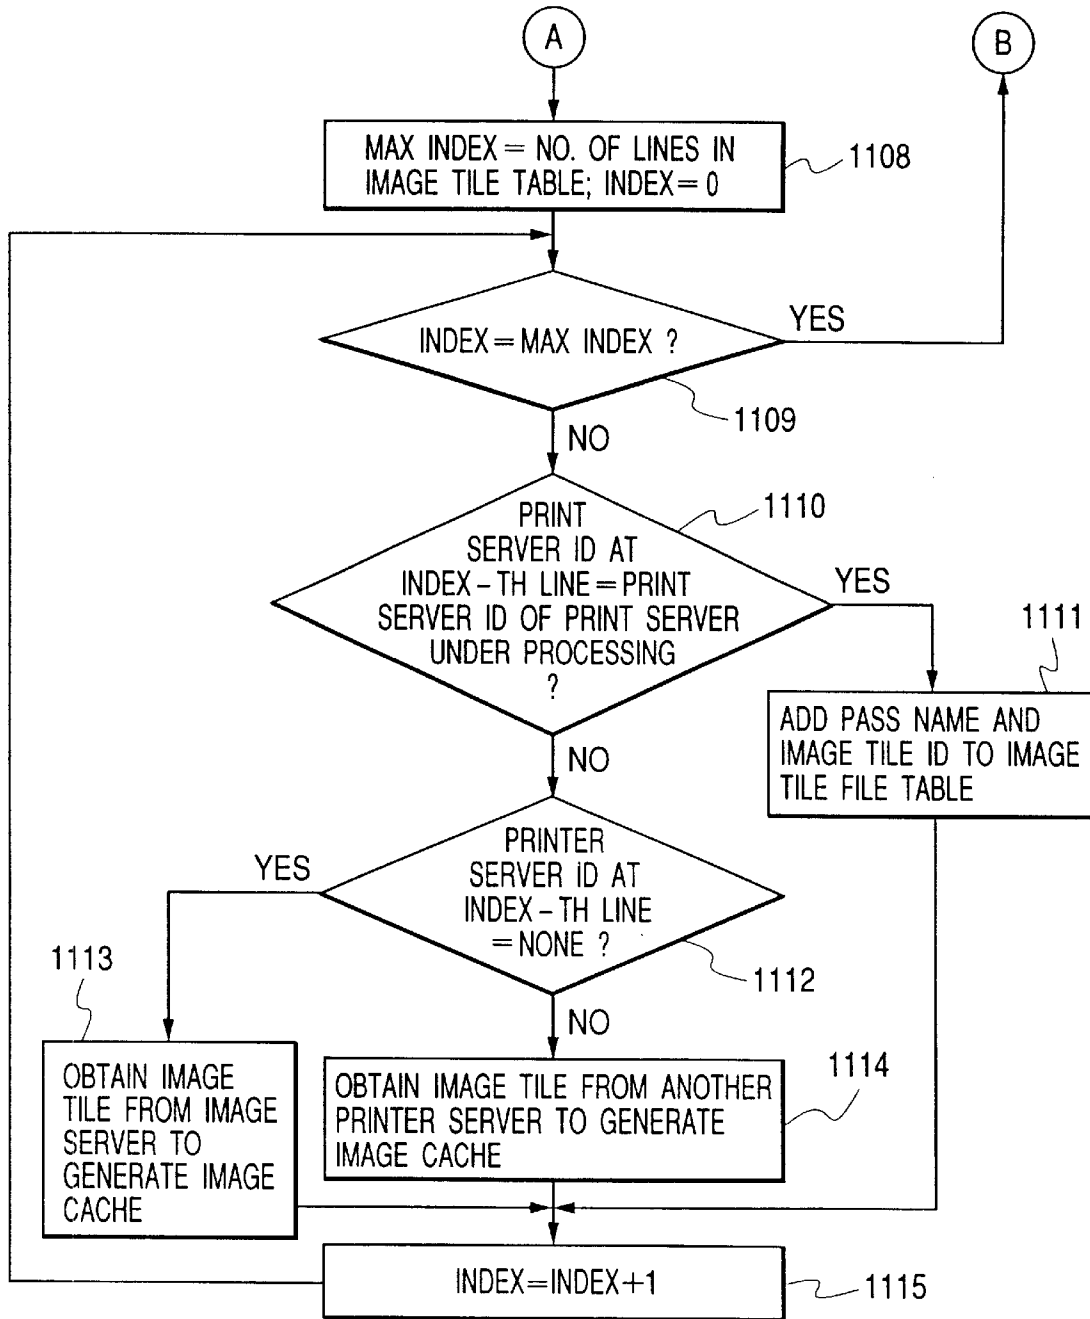 A
B
MAX INDEX = NO. OF LINES IN
IMAGE TILE TABLE; INDEX = 0
1108
INDEX = MAX INDEX ?
YES
1109
NO
PRINT
SERVER ID AT
INDEX - TH LINE = PRINT
SERVER ID OF PRINT SERVER
UNDER PROCESSING
?
1110
YES
1111
ADD PASS NAME AND
IMAGE TILE ID TO IMAGE
TILE FILE TABLE
NO
PRINTER
SERVER ID AT
INDEX - TH LINE
= NONE ?
YES
1112
1113
NO
OBTAIN IMAGE
TILE FROM IMAGE
SERVER TO
GENERATE IMAGE
CACHE
OBTAIN IMAGE TILE FROM ANOTHER
PRINTER SERVER TO GENERATE
IMAGE CACHE
1114
INDEX = INDEX + 1
1115